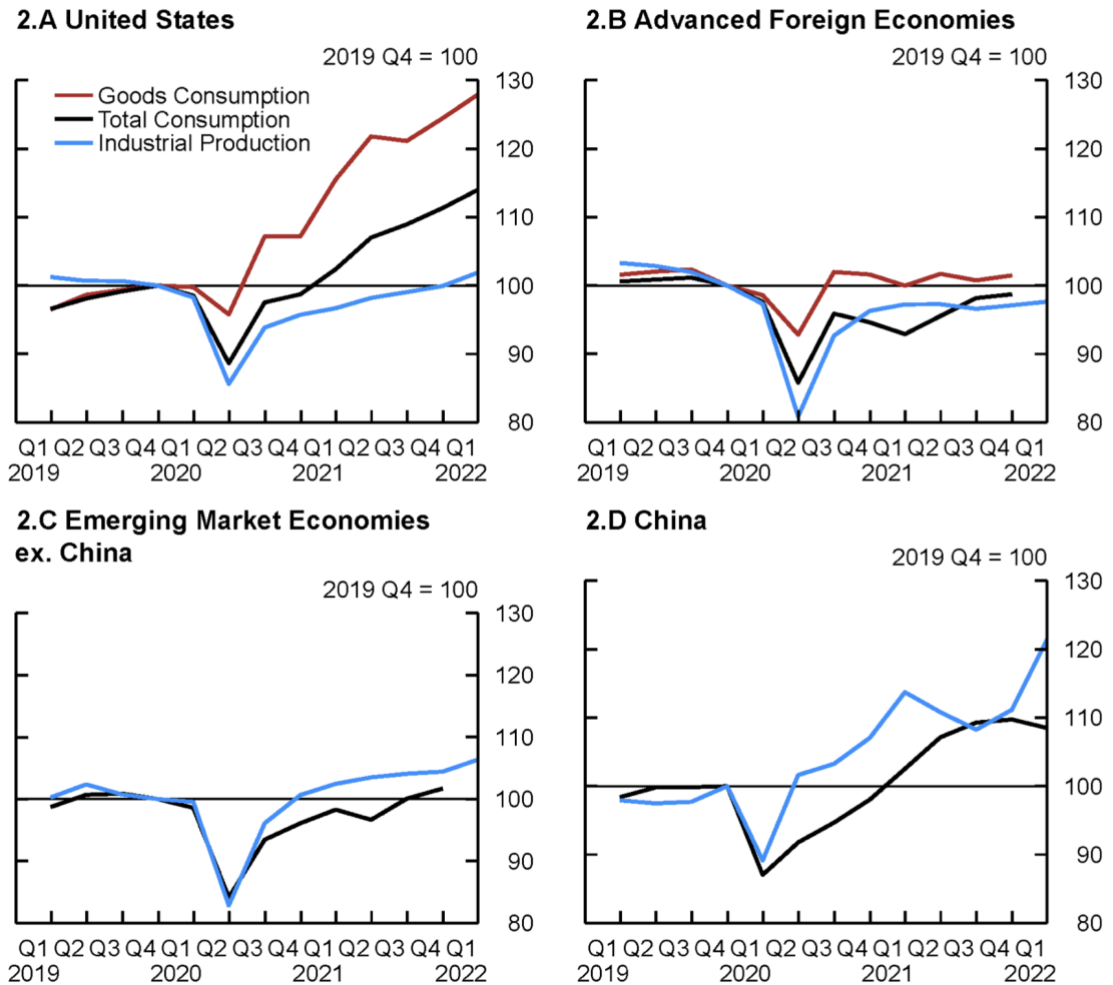 2.A United States
2019 Q4 = 100
Goods Consumption
Total Consumption
Industrial Production
130
120
110
100
90
80
Q1 Q2 Q3 Q4 Q1 Q2 Q3 Q4 Q1 Q2 Q3 Q4 Q1
2019 2020 2021 2022
2.B Advanced Foreign Economies
2019 Q4 = 100
130
120
110
100
90
80
Q1 Q2 Q3 Q4 Q1 Q2 Q3 Q4 Q1 Q2 Q3 Q4 Q1
2019 2020 2021 2022
2.C Emerging Market Economies
ex. China
2019 Q4 = 100
130
120
110
100
90
80
Q1 Q2 Q3 Q4 Q1 Q2 Q3 Q4 Q1 Q2 Q3 Q4 Q1
2019 2020 2021 2022
2.D China
2019 Q4 = 100
130
120
110
100
90
80
Q1 Q2 Q3 Q4 Q1 Q2 Q3 Q4 Q1 Q2 Q3 Q4 Q1
2019 2020 2021 2022